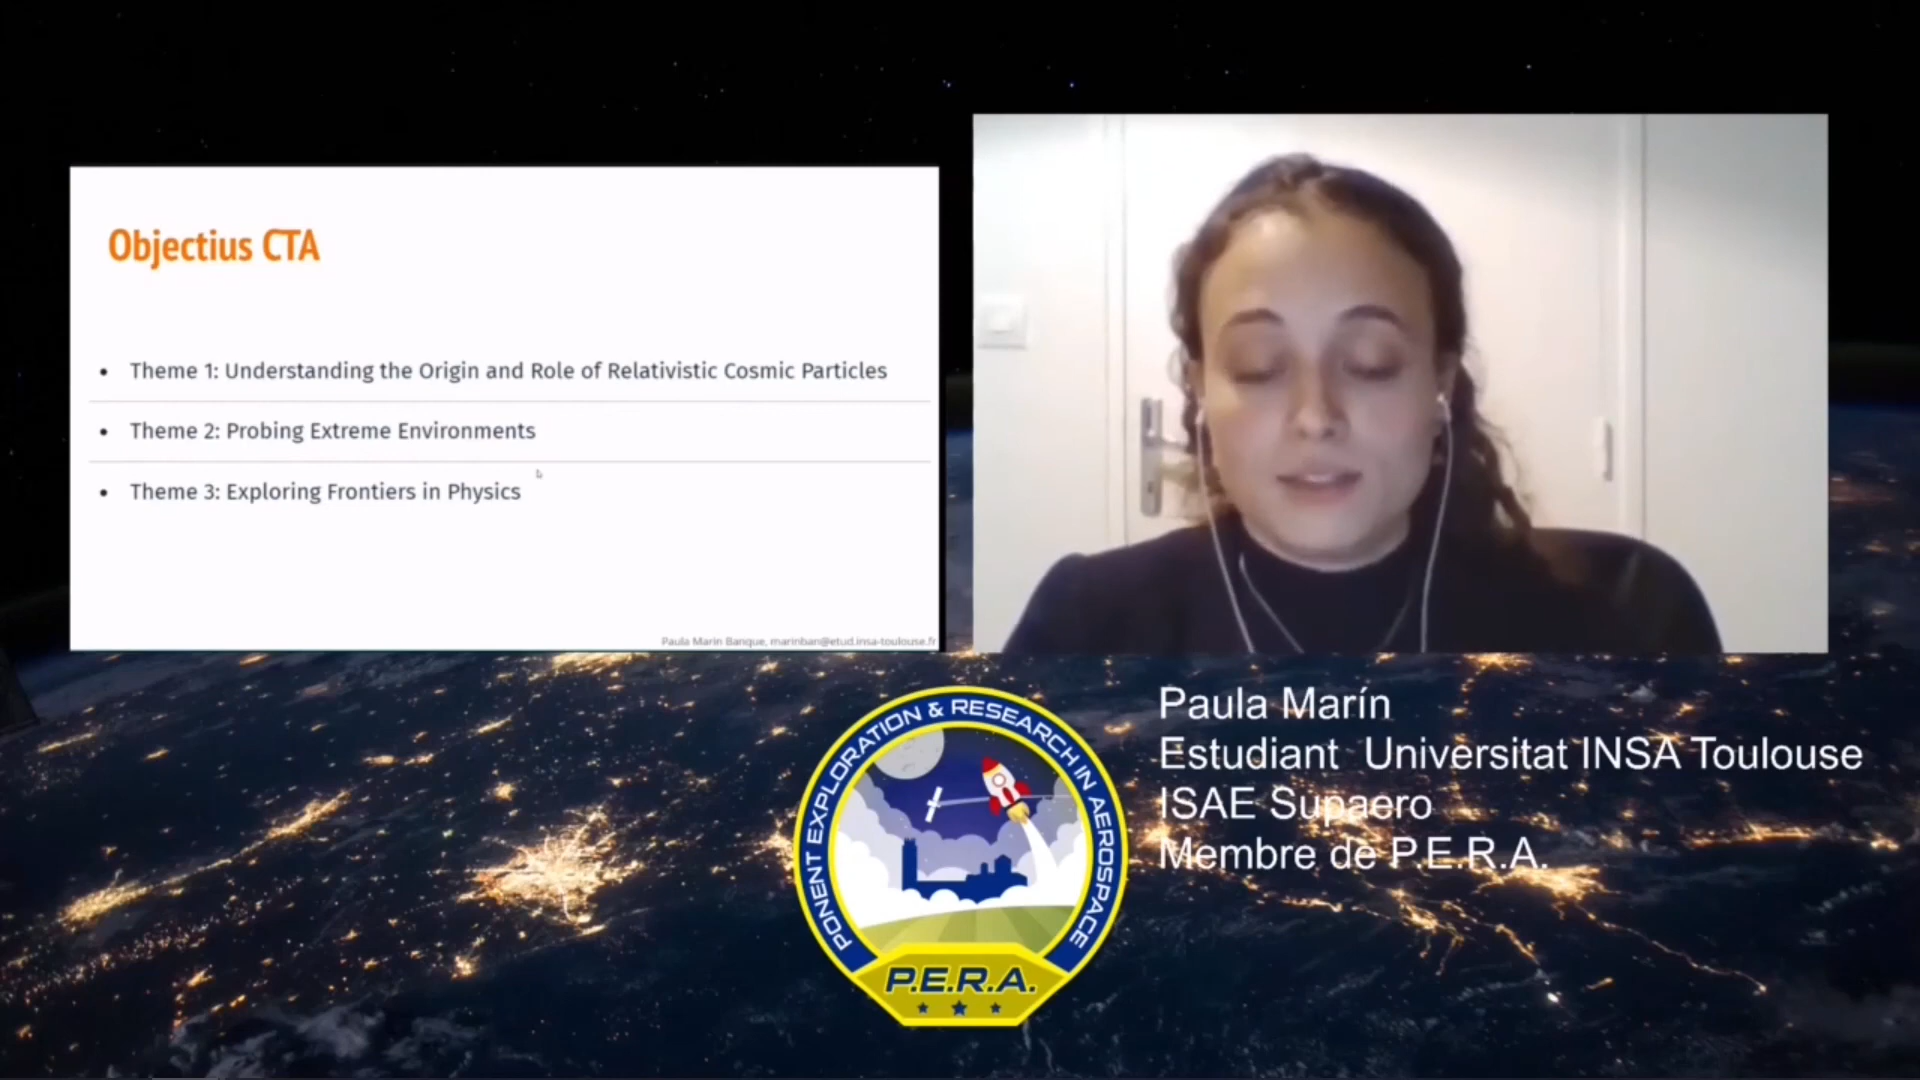 Objectius CTA
• Theme 1: Understanding the Origin and Role of Relativistic Cosmic Particles
• Theme 2: Probing Extreme Environments
• Theme 3: Exploring Frontiers in Physics
Paula Marin Banque, marinban@etud.insa-toulouse.fr
PONENT EXPLORATION & RESEARCH IN AEROSPACE
P.E.R.A.
Paula Marín
Estudiant Universitat INSA Toulouse
ISAE Supaero
Membre de P.E.R.A.